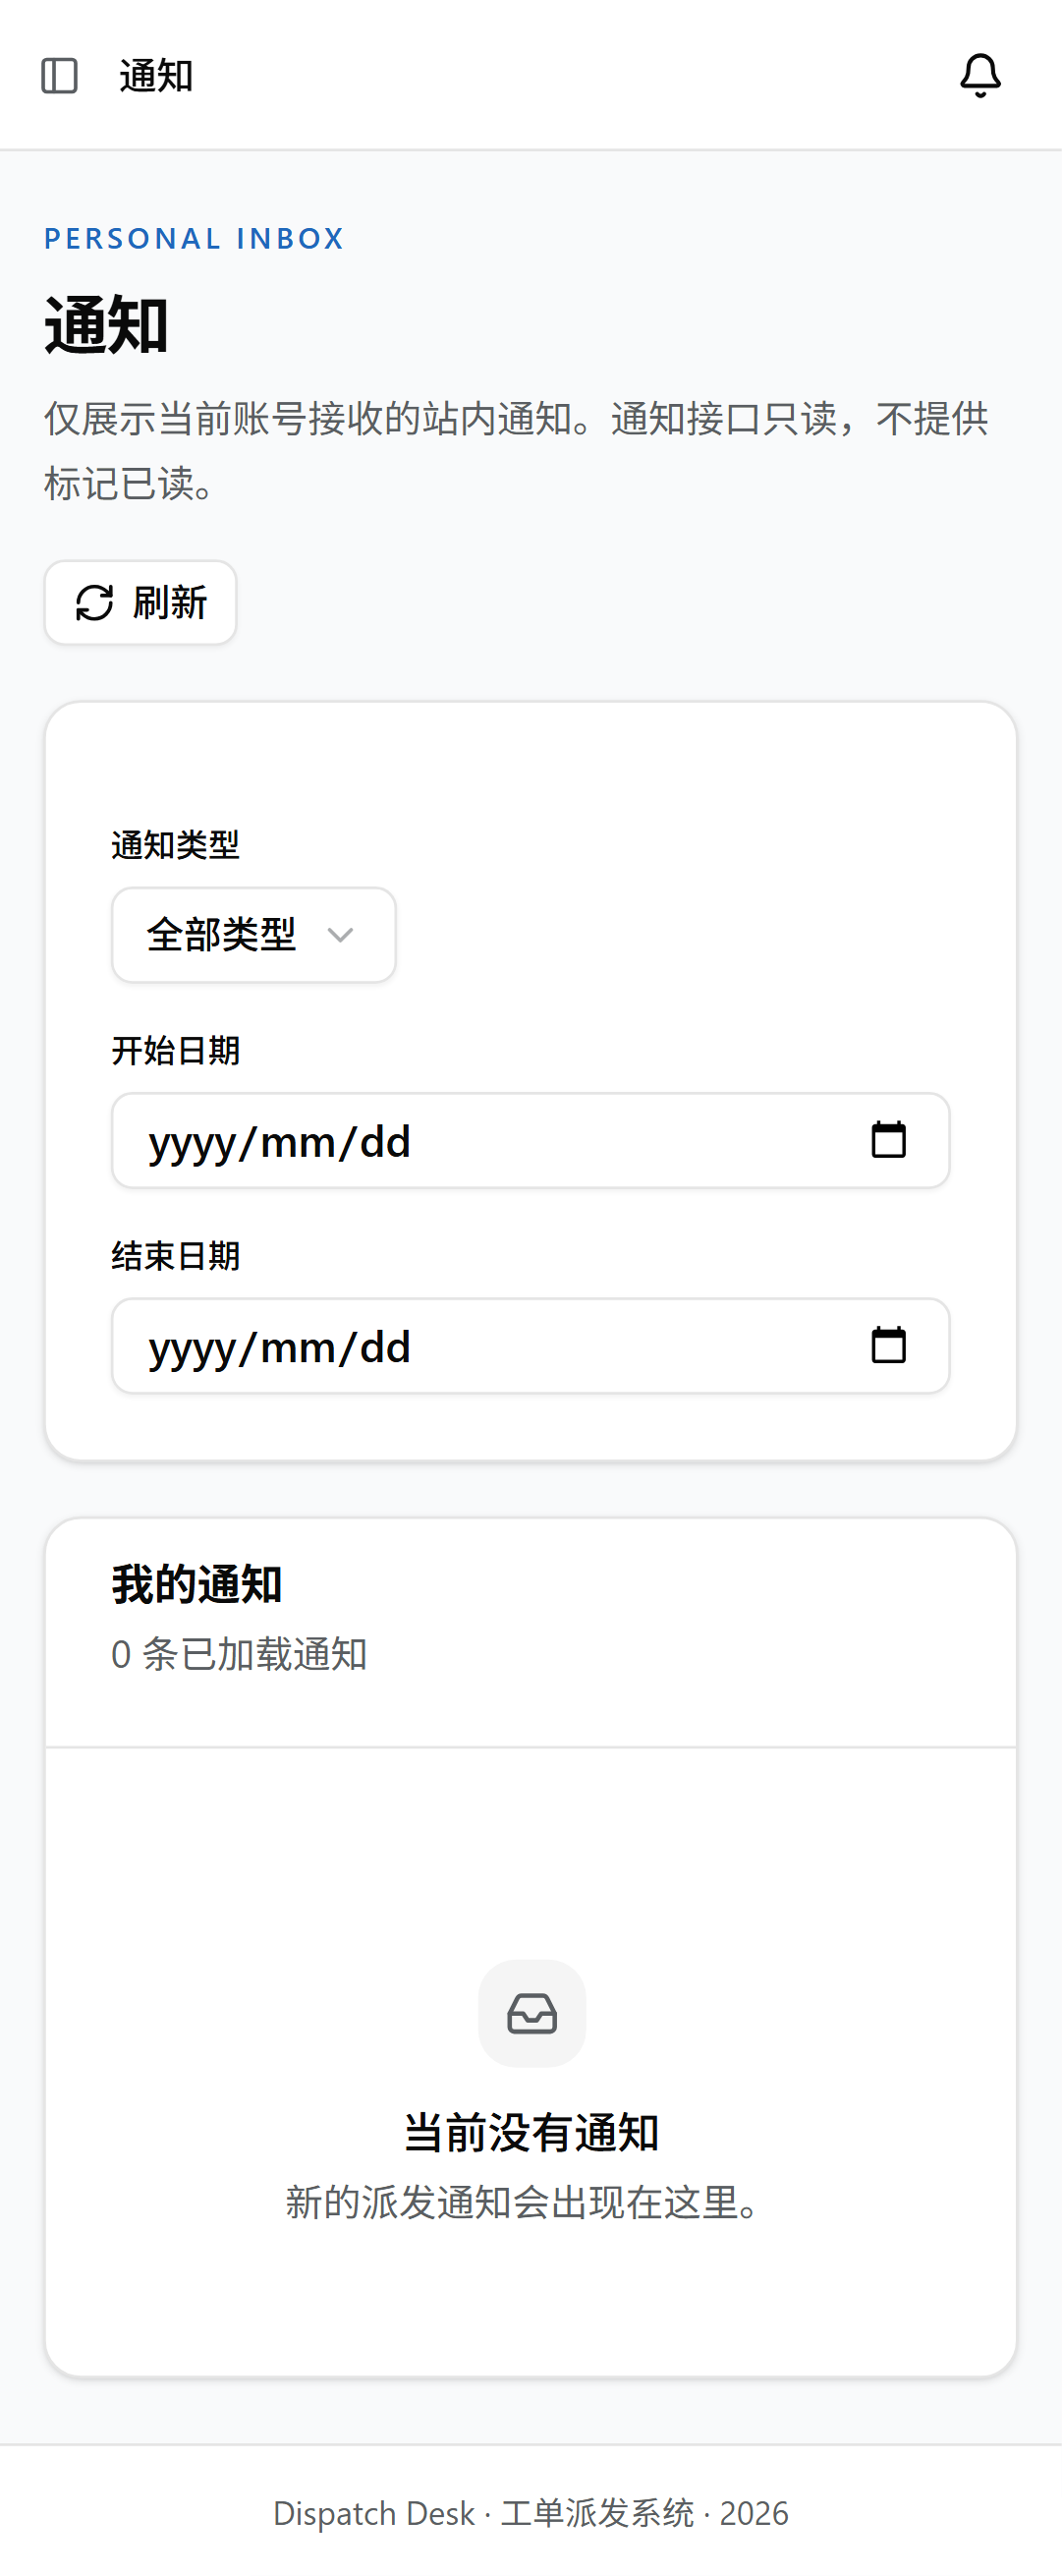 通知
PERSONAL INBOX
通知
仅展示当前账号接收的站内通知。通知接口只读，不提供
标记已读。
刷新
通知类型
全部类型
开始日期
yyyy/mm/dd
结束日期
yyyy/mm/dd
我的通知
0 条已加载通知
当前没有通知
新的派发通知会出现在这里。
Dispatch Desk · 工单派发系统 · 2026